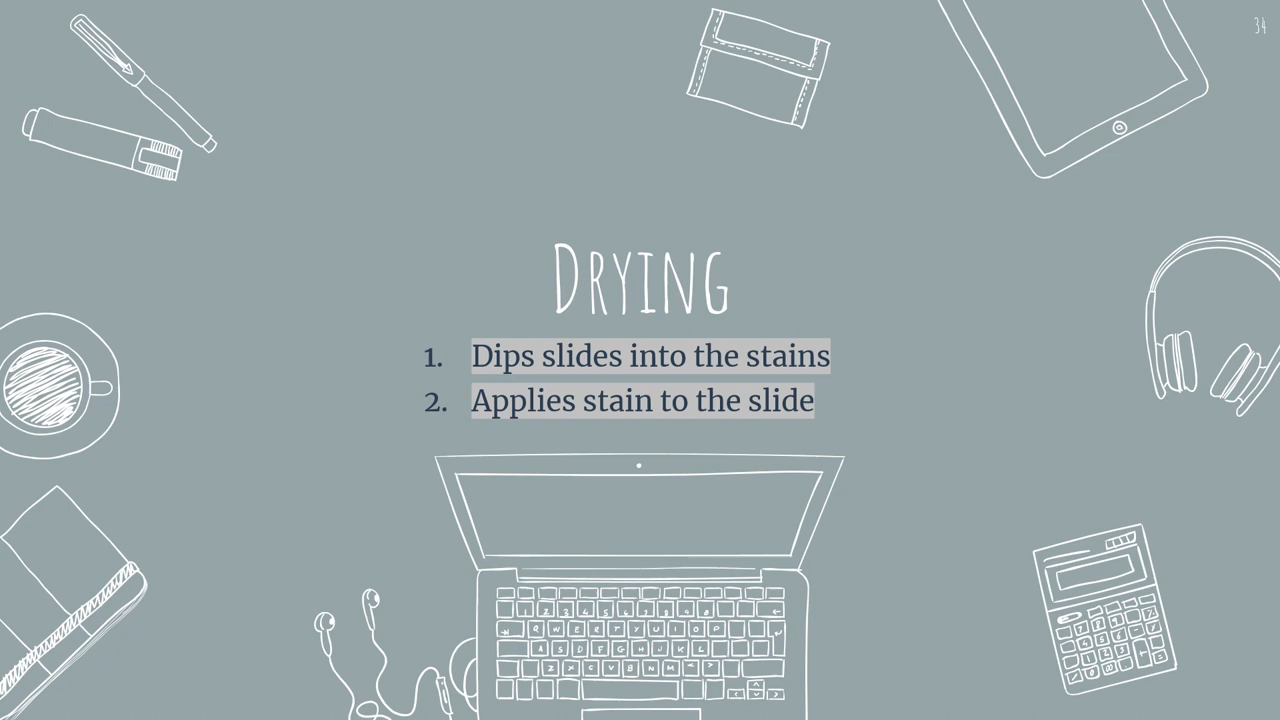 34
Drying
1. Dips slides into the stains
2. Applies stain to the slide